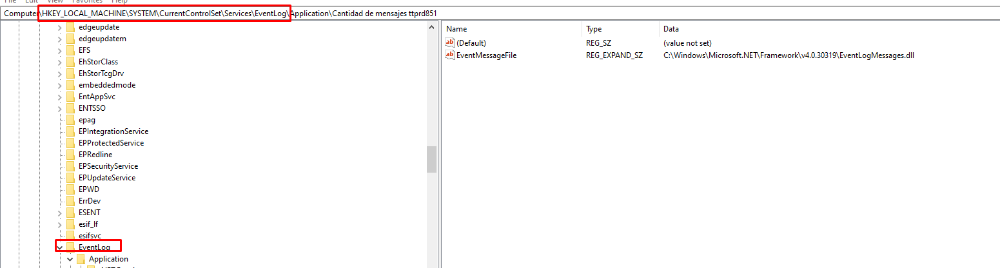 File Edit View Favorites Help
Computer\HKEY_LOCAL_MACHINE\SYSTEM\CurrentControlSet\Services\EventLog\Application\Cantidad de mensajes ttprd851
edgeupdate
edgeupdatem
EFS
EhStorClass
EhStorTcgDrv
embeddedmode
EntAppSvc
ENTSSO
epag
EPIntegrationService
EPProtectedService
EPRedline
EPSecurityService
EPUpdateService
EPWD
ErrDev
ESENT
esif_lf
esifsvc
EventLog
Application
Name Type Data
(Default) REG_SZ (value not set)
EventMessageFile REG_EXPAND_SZ C:\Windows\Microsoft.NET\Framework\v4.0.30319\EventLogMessages.dll